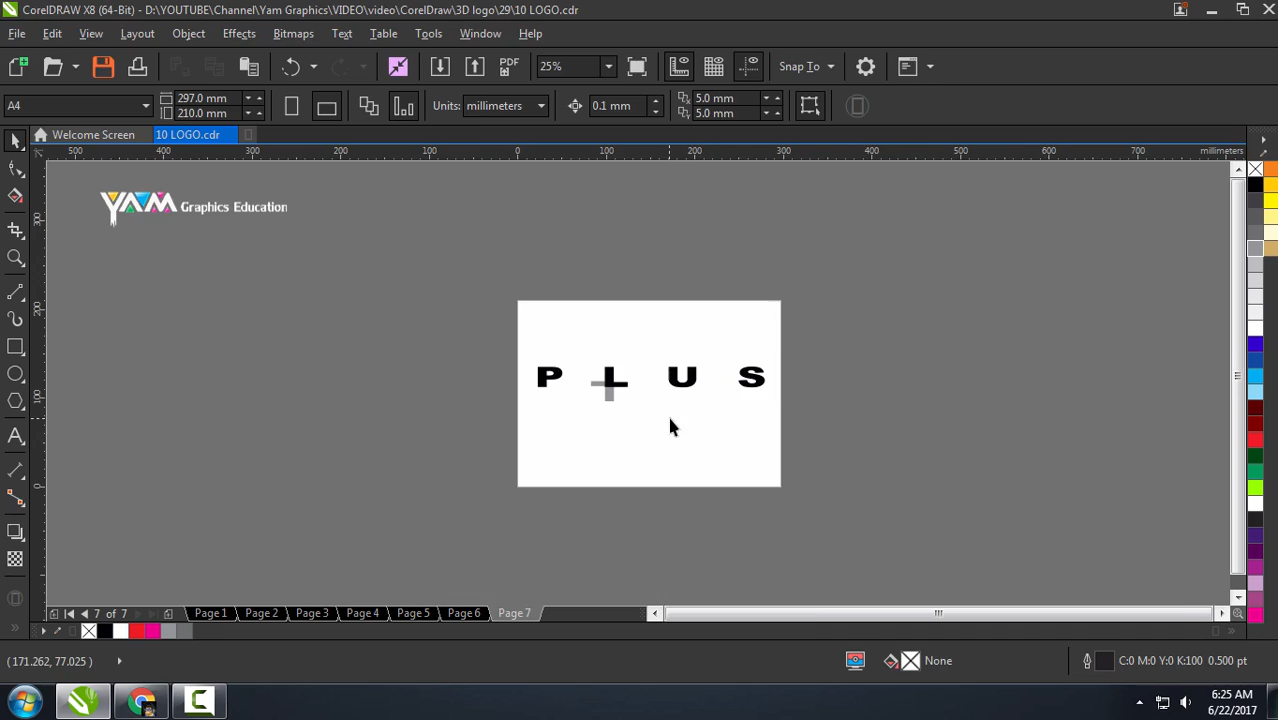 CorelDRAW X8 (64-Bit) - D:\YOUTUBE\Channel\Yam Graphics\VIDEO\video\CorelDraw\3D logo\29\10 LOGO.cdr
File Edit View Layout Object Effects Bitmaps Text Table Tools Window Help
PDF 25% Snap To
A4 297.0 mm 210.0 mm Units: millimeters 0.1 mm 5.0 mm 5.0 mm
Welcome Screen 10 LOGO.cdr
500 400 300 200 100 0 100 200 300 400 500 600 700 millimeters
300
200
100
0
YAM Graphics Education
P L U S
7 of 7 Page 1 Page 2 Page 3 Page 4 Page 5 Page 6 Page 7
(171.262, 77.025) None C:0 M:0 Y:0 K:100 0.500 pt
6:25 AM
6/22/2017